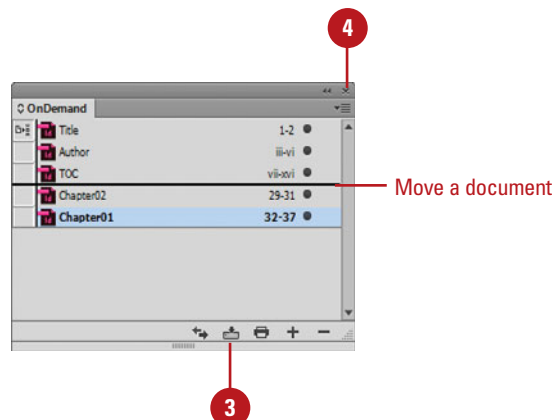 4
OnDemand
Title 1-2
Author iii-vi
TOC vii-xvi
Move a document
Chapter02 29-31
Chapter01 32-37
3